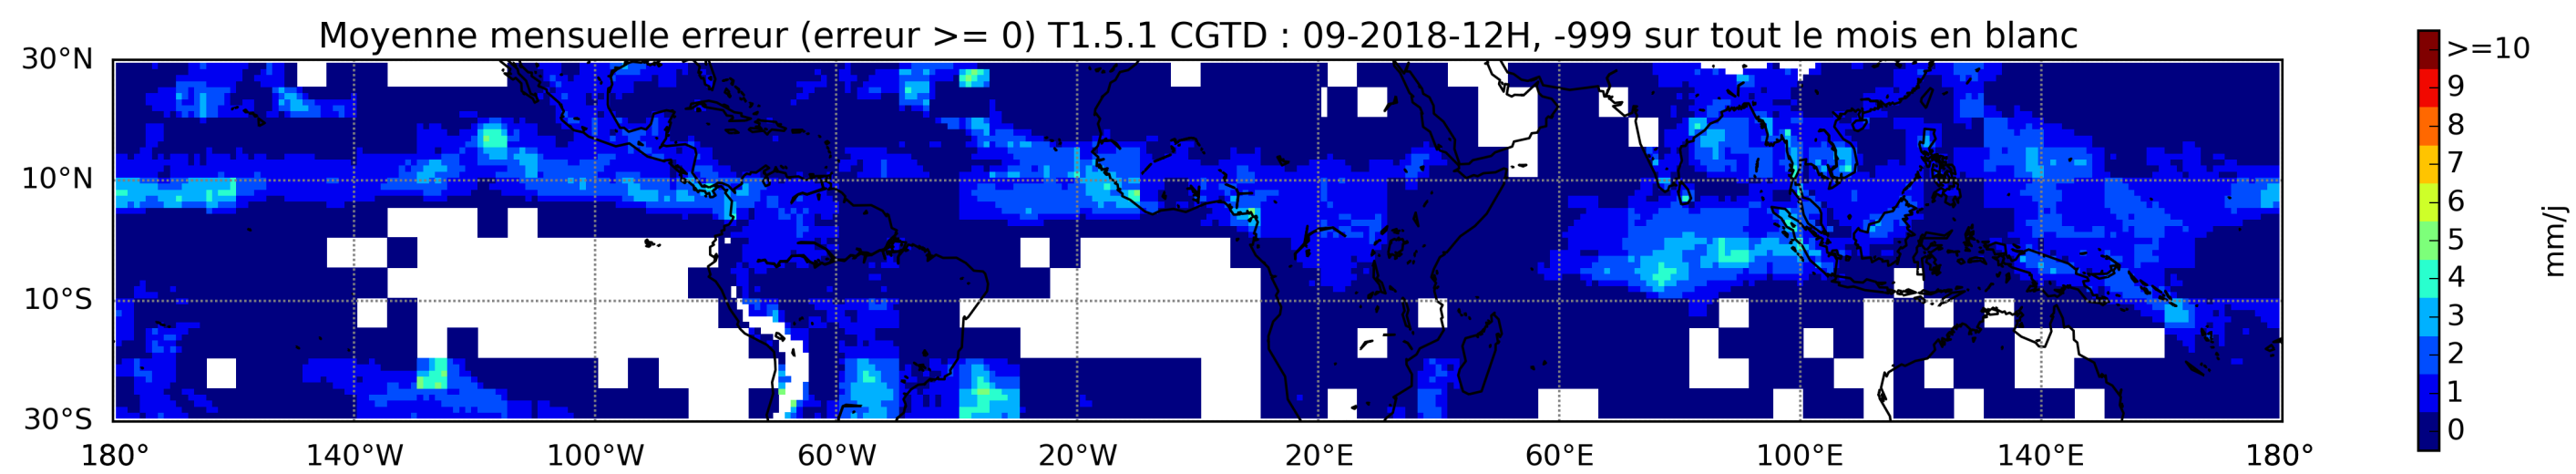 Moyenne mensuelle erreur (erreur >= 0) T1.5.1 CGTD : 09-2018-12H, -999 sur tout le mois en blanc
30°N
10°N
10°S
30°S
180° 140°W 100°W 60°W 20°W 20°E 60°E 100°E 140°E 180°
>=10
9
8
7
6
5
4
3
2
1
0
mm/j